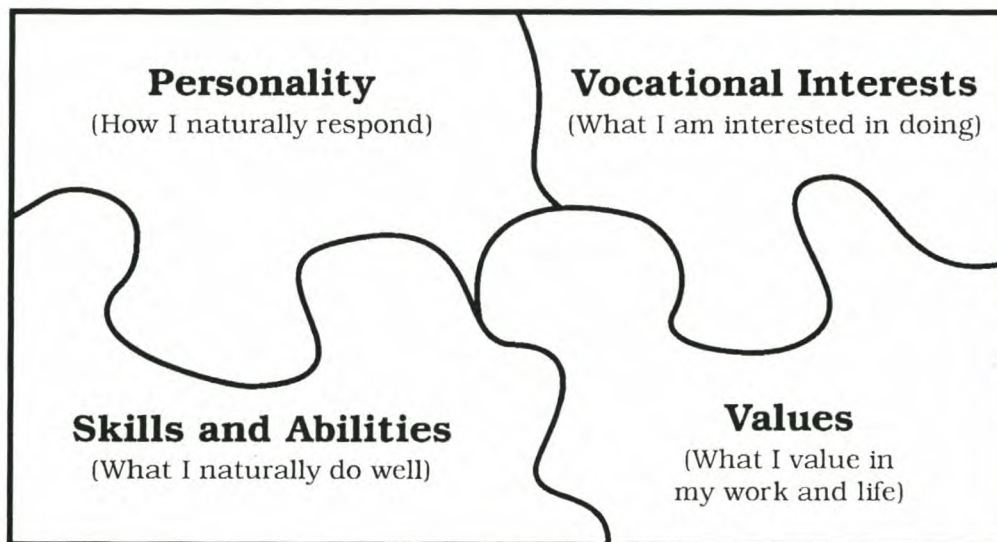 Personality
(How I naturally respond)
Vocational Interests
(What I am interested in doing)
Skills and Abilities
(What I naturally do well)
Values
(What I value in
my work and life)